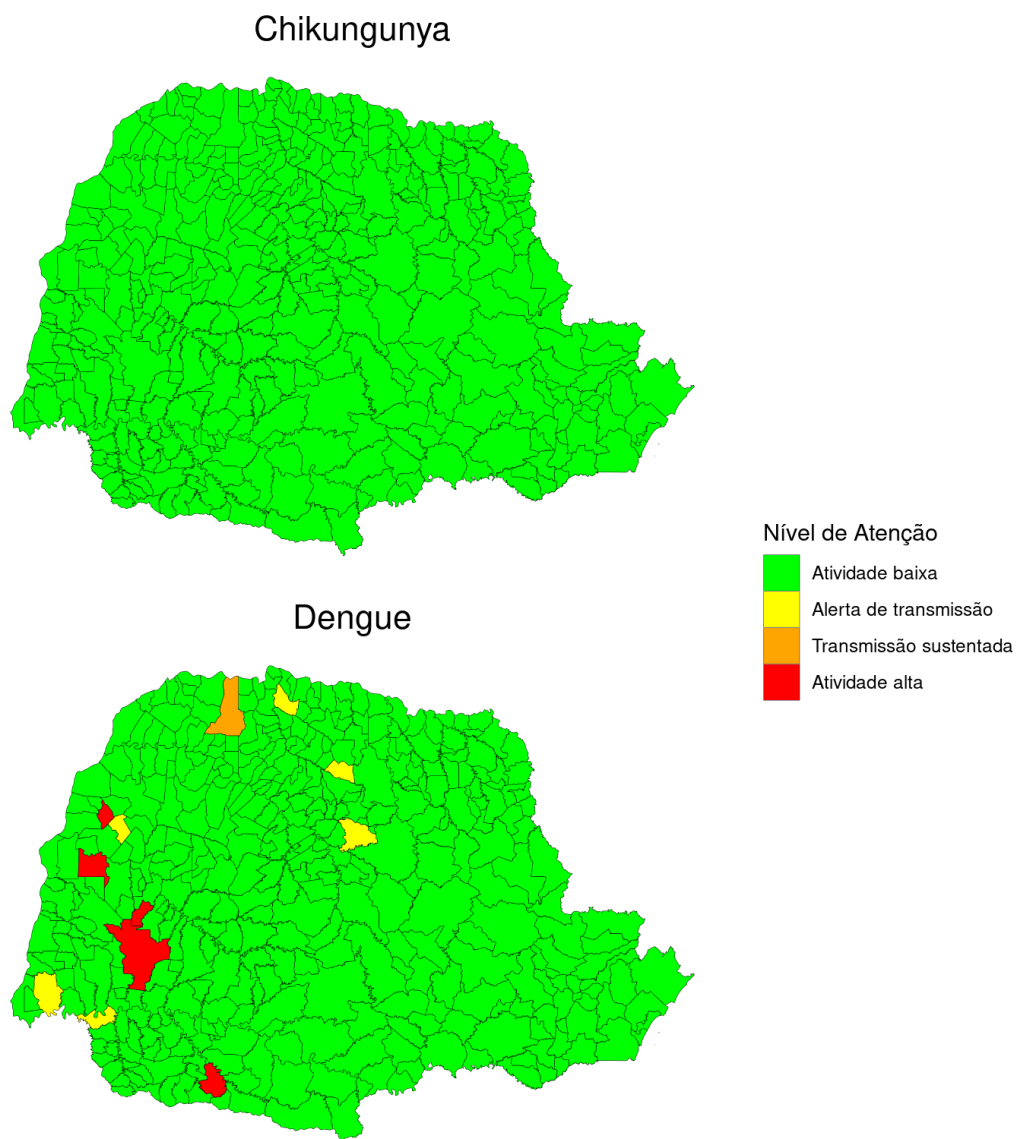 Chikungunya
Nível de Atenção
Atividade baixa
Alerta de transmissão
Transmissão sustentada
Atividade alta
Dengue